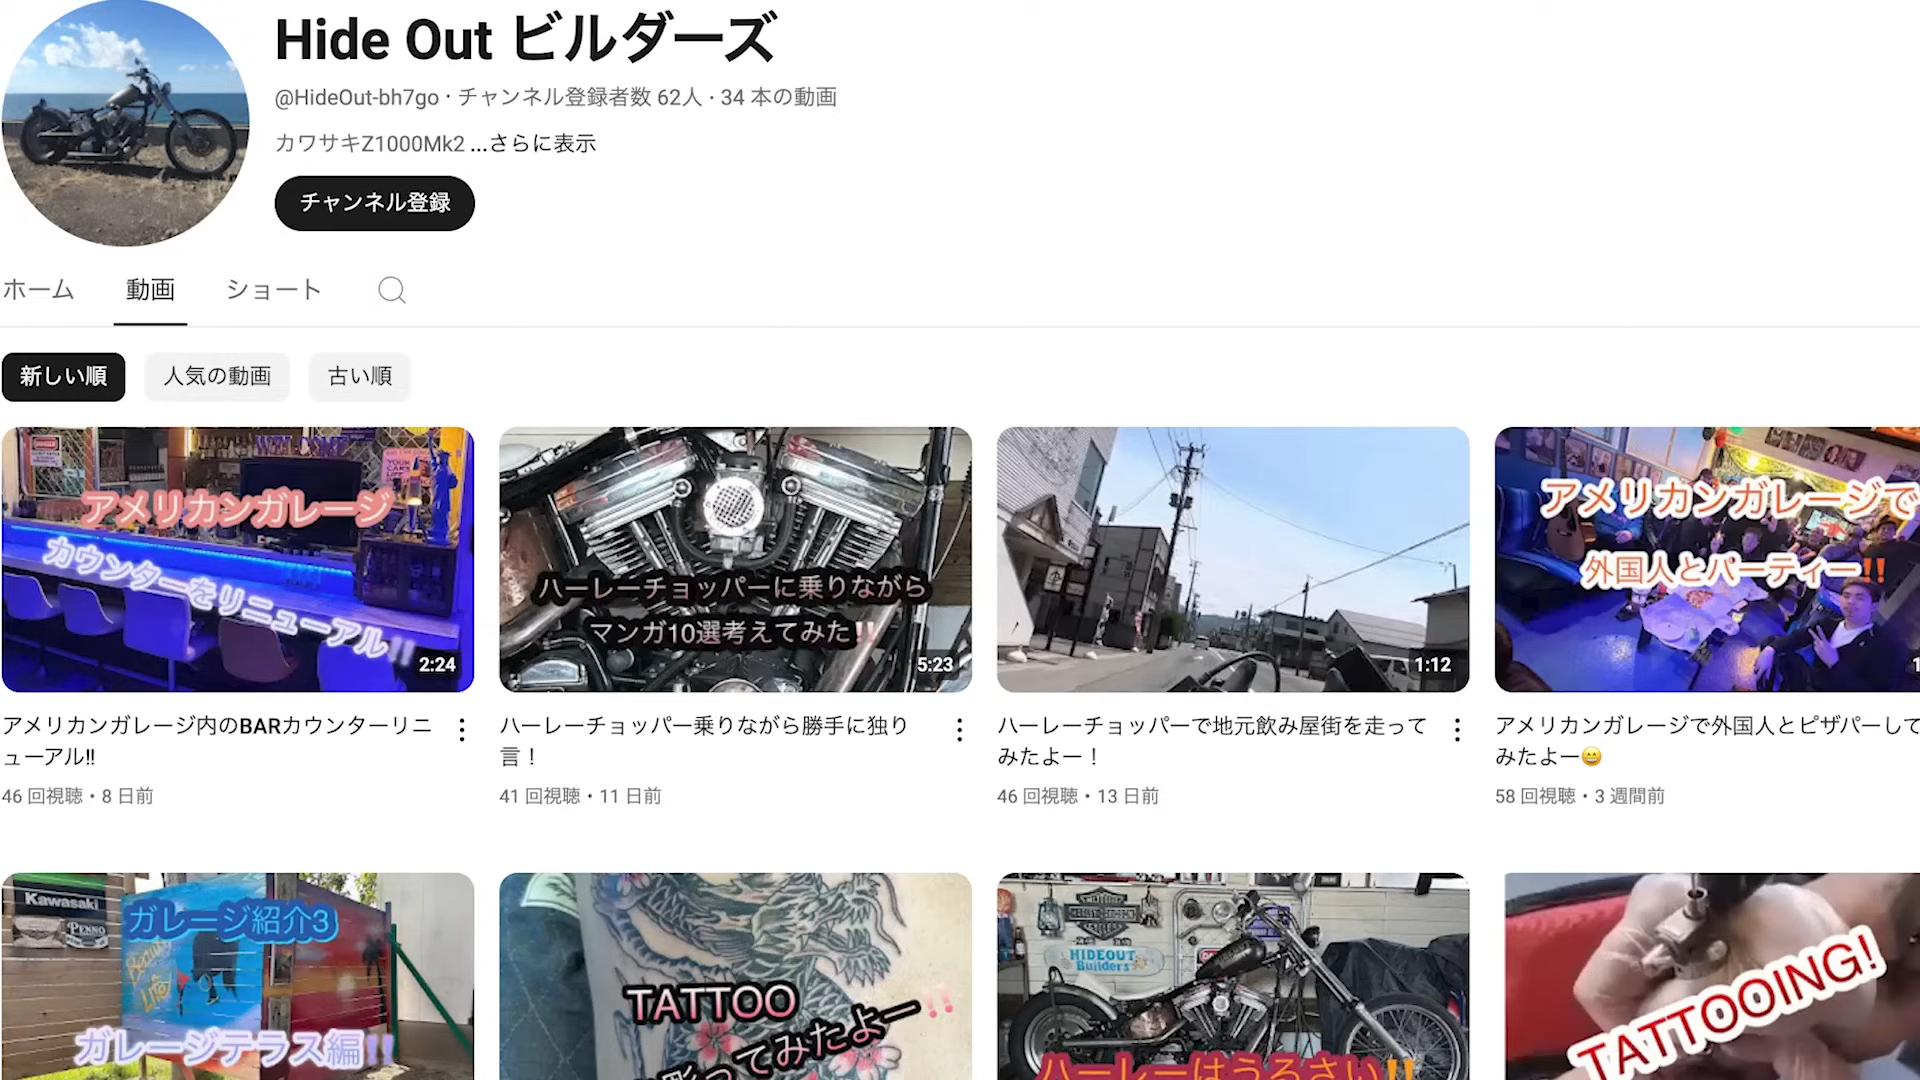 Hide Out ビルダーズ
@HideOut-bh7go · チャンネル登録者数 62人 · 34 本の動画
カワサキZ1000Mk2 ...さらに表示
チャンネル登録
ホーム 動画 ショート
新しい順 人気の動画 古い順
WELCOME
アメリカンガレージ
カウンターをリニューアル!!
2:24
ハーレーチョッパーに乗りながら
マンガ10選考えてみた!!
5:23
1:12
アメリカンガレージで
外国人とパーティー!!
アメリカンガレージ内のBARカウンターリニ
ューアル!!
46 回視聴・8 日前
ハーレーチョッパー乗りながら勝手に独り
言！
41 回視聴・11 日前
ハーレーチョッパーで地元飲み屋街を走って
みたよー！
46 回視聴・13 日前
アメリカンガレージで外国人とピザパーして
みたよー😄
58 回視聴・3 週間前
Kawasaki
PENNO
ガレージ紹介3
ガレージテラス編!!
TATTOO
彫ってみたよー!!
HIDEOUT
Builders
ハーレーはうるさい!!
TATTOOING!